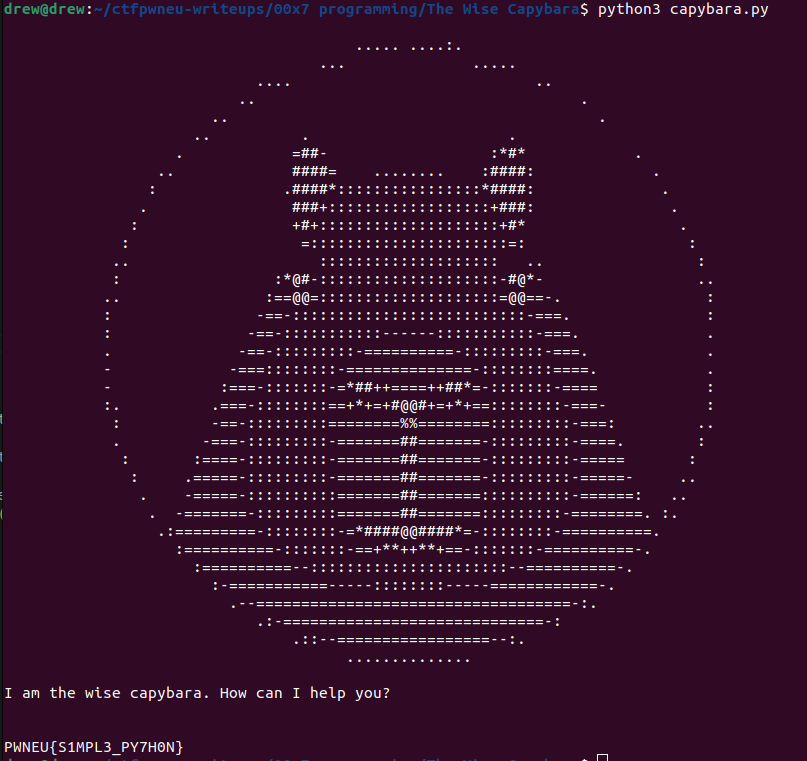 drew@drew:~/ctfpwneu-writeups/00x7 programming/The Wise Capybara$ python3 capybara.py
I am the wise capybara. How can I help you?
PWNEU{S1MPL3_PY7H0N}